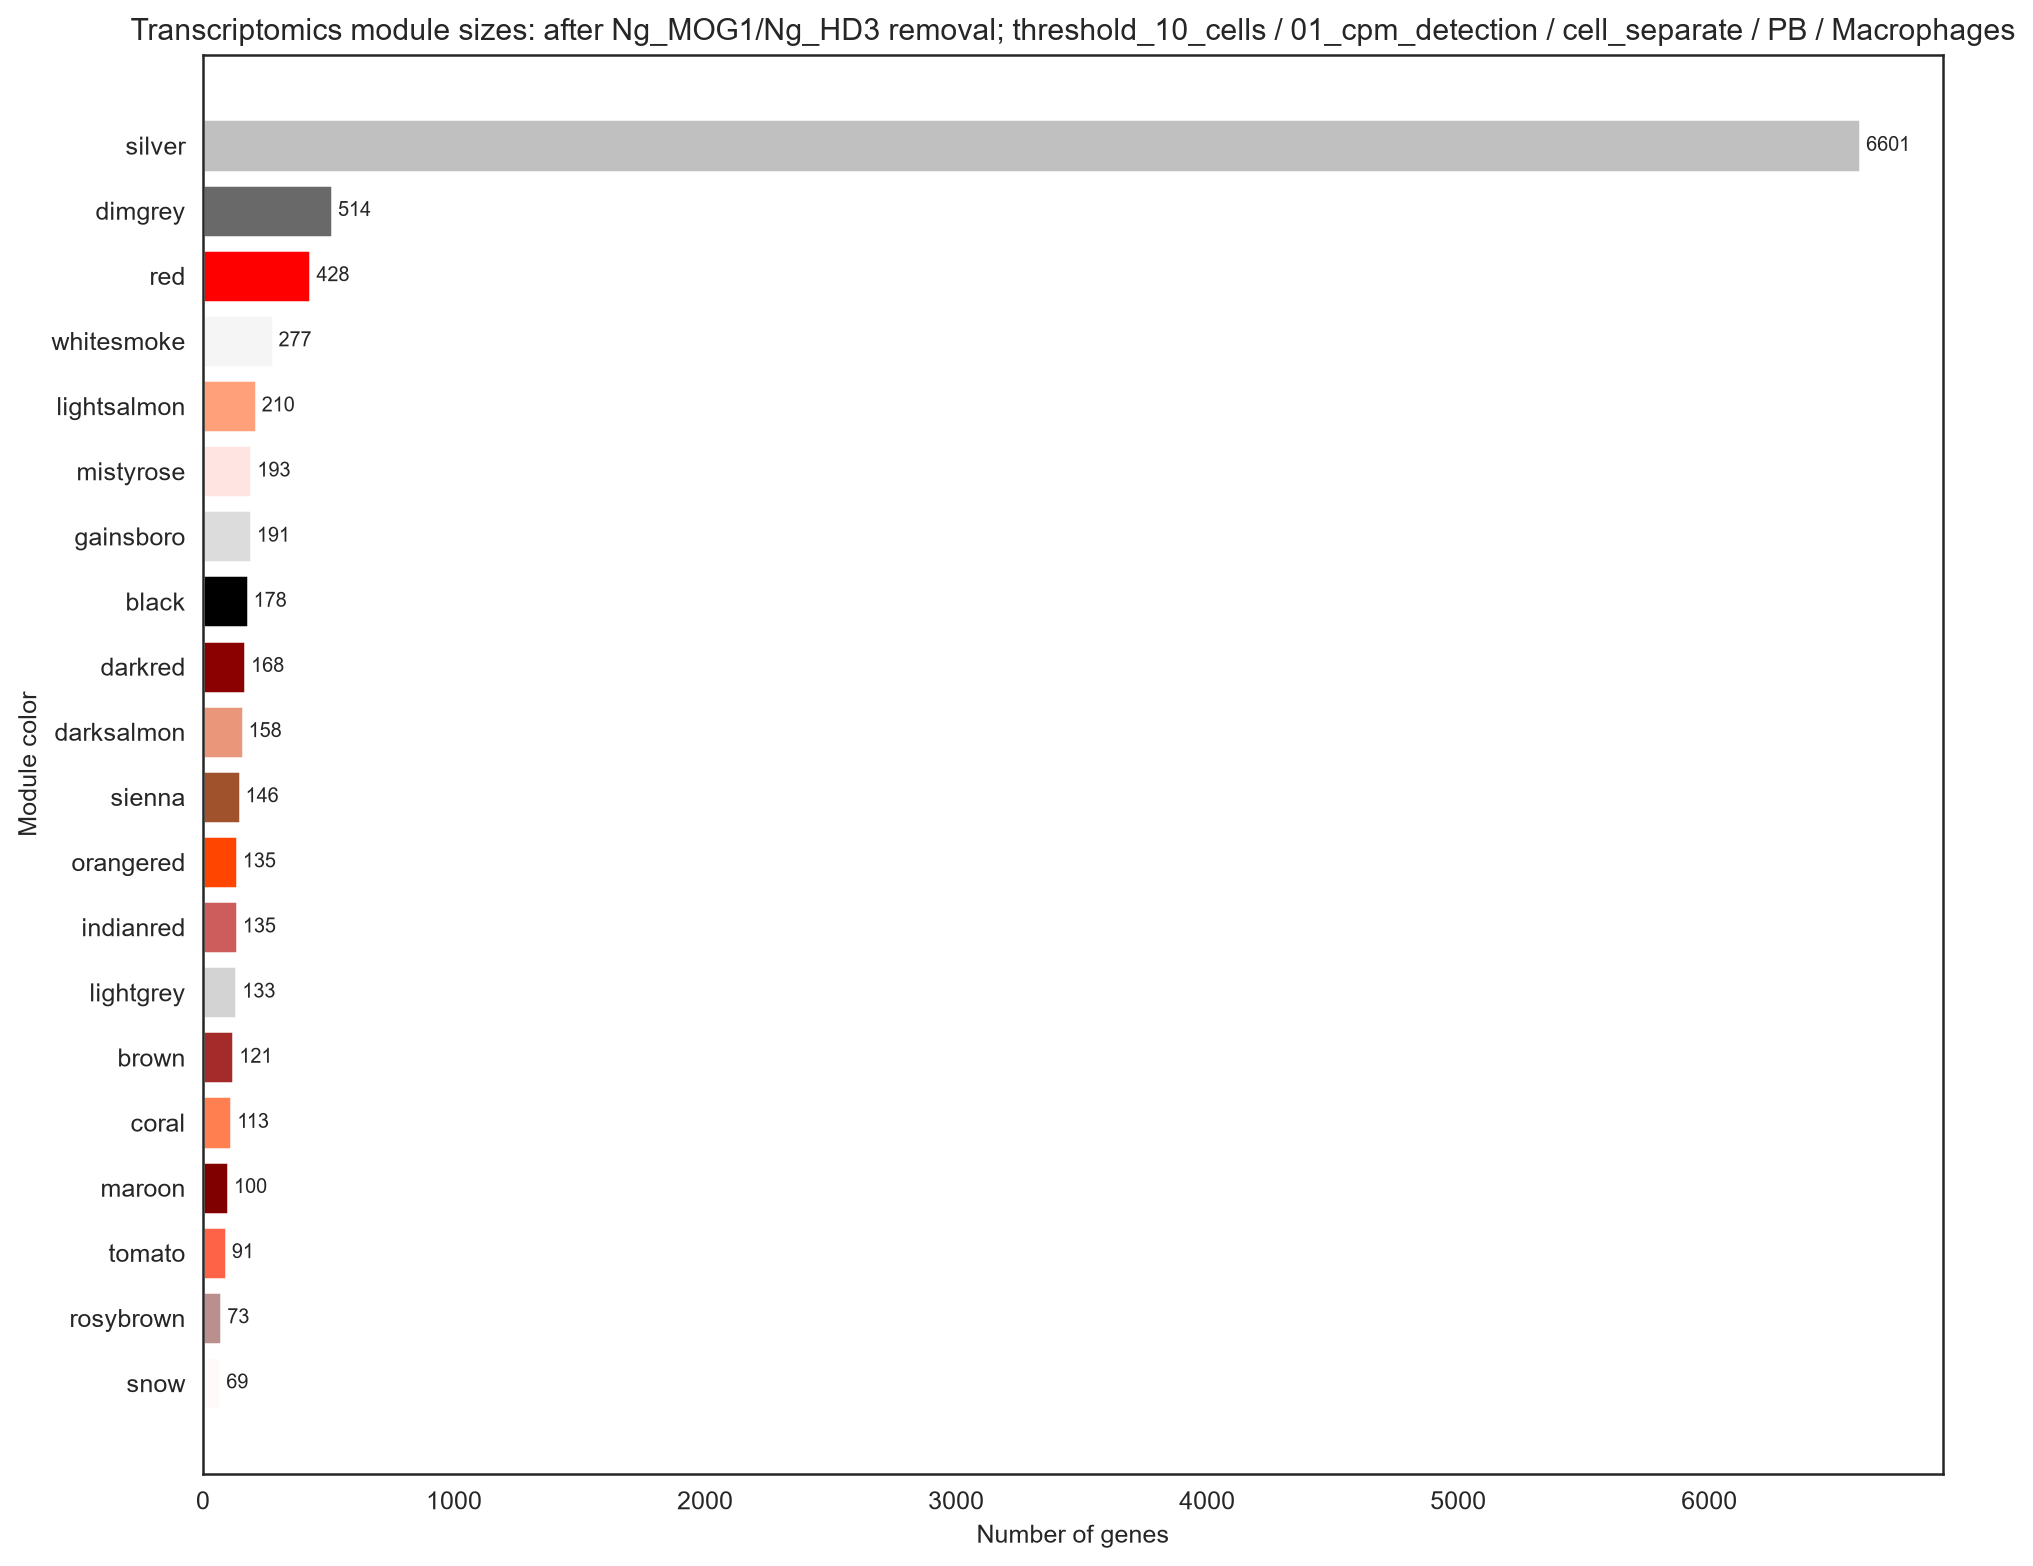 Transcriptomics module sizes: after Ng_MOG1/Ng_HD3 removal; threshold_10_cells / 01_cpm_detection / cell_separate / PB / Macrophages
silver 6601
dimgrey 514
red 428
whitesmoke 277
lightsalmon 210
mistyrose 193
gainsboro 191
black 178
darkred 168
darksalmon 158
sienna 146
orangered 135
indianred 135
lightgrey 133
brown 121
coral 113
maroon 100
tomato 91
rosybrown 73
snow 69
Module color
0 1000 2000 3000 4000 5000 6000
Number of genes